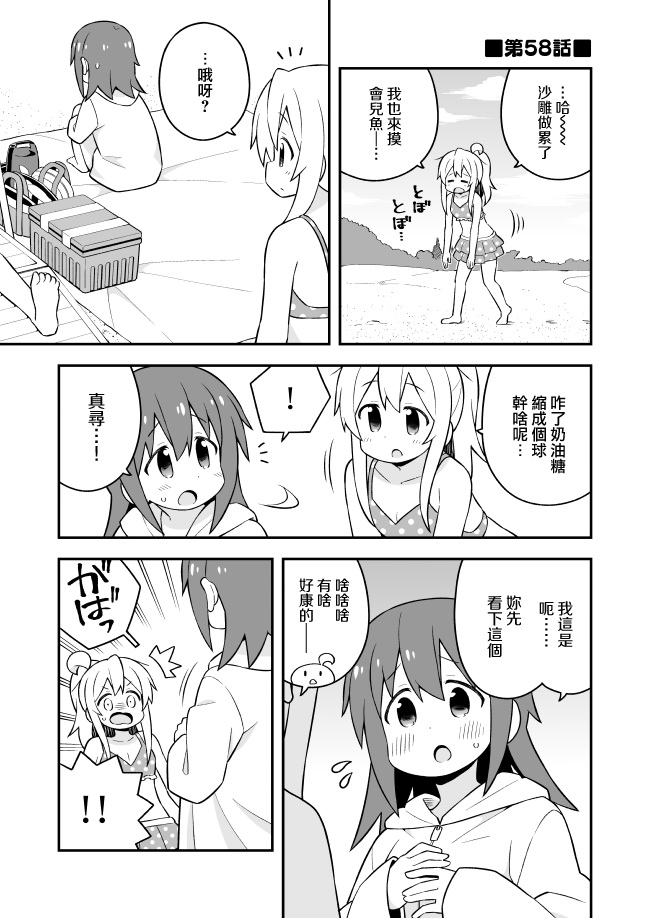 ■第58話■
…哈~~~
沙雕做累了
我也來摸
會兒魚——…
とぼ
とぼ…
…
哦呀？
咋了奶油糖
縮成個球
幹啥呢…
！
真尋…！
我這是
呃……
妳先
看下這個
啥啥啥
有啥
好康的——
がばっ
！！